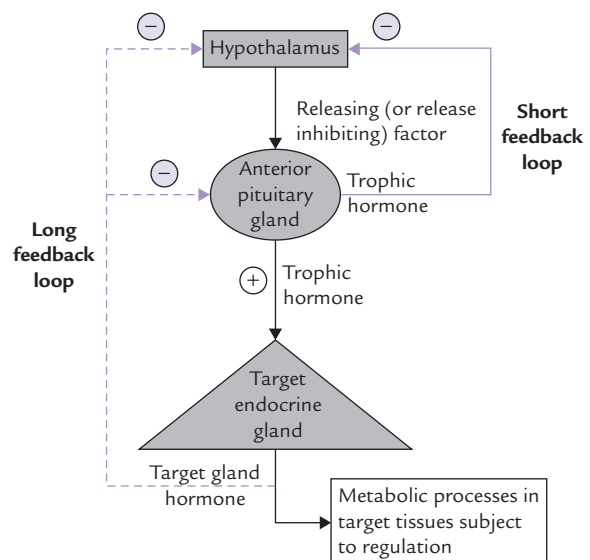 −
−
Hypothalamus
Releasing (or release
inhibiting) factor
Short
feedback
loop
−
Anterior
pituitary
gland
Trophic
hormone
Long
feedback
loop
+
Trophic
hormone
Target
endocrine
gland
Target gland
hormone
Metabolic processes in
target tissues subject
to regulation